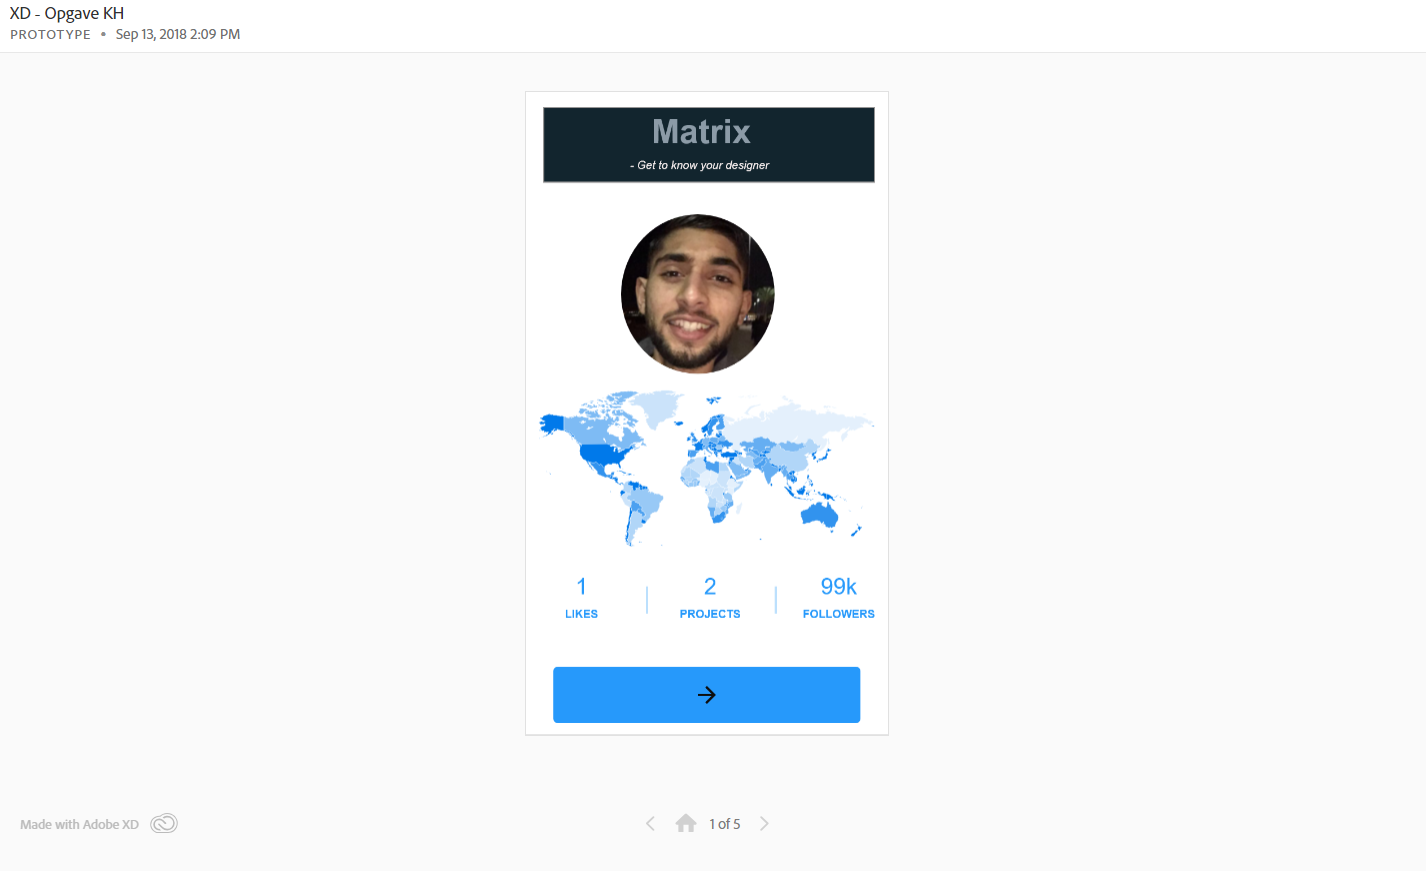 XD - Opgave KH
PROTOTYPE • Sep 13, 2018 2:09 PM
Matrix
- Get to know your designer
1
LIKES
2
PROJECTS
99k
FOLLOWERS
Made with Adobe XD
1 of 5